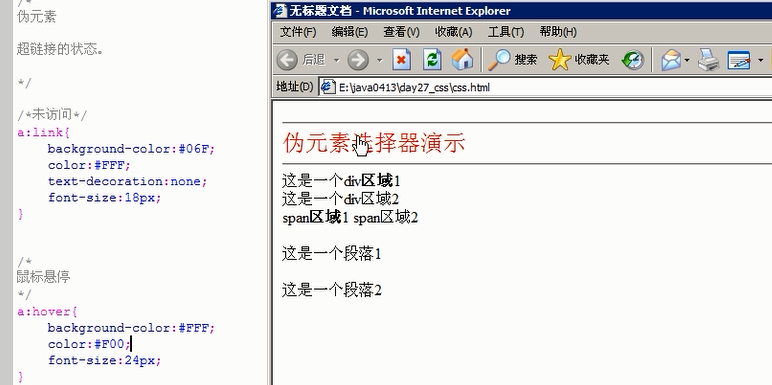 /*
伪元素
超链接的状态。
*/
/*未访问*/
a:link{
background-color:#06F;
color:#FFF;
text-decoration:none;
font-size:18px;
}
/*
鼠标悬停
*/
a:hover{
background-color:#FFF;
color:#F00;
font-size:24px;
}
无标题文档 - Microsoft Internet Explorer
文件(F) 编辑(E) 查看(V) 收藏(A) 工具(T) 帮助(H)
后退 搜索 收藏夹
地址(D) E:\java0413\day27_css\css.html
伪元素选择器演示
这是一个div区域1
这是一个div区域2
span区域1 span区域2
这是一个段落1
这是一个段落2